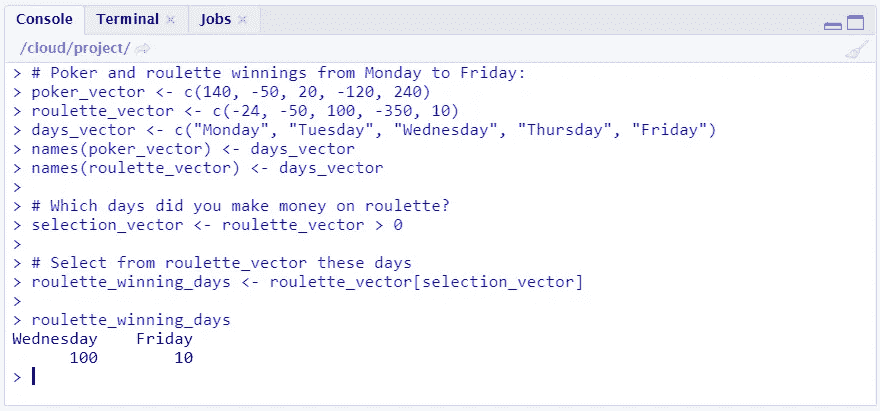 Console Terminal × Jobs ×
/cloud/project/
> # Poker and roulette winnings from Monday to Friday:
> poker_vector <- c(140, -50, 20, -120, 240)
> roulette_vector <- c(-24, -50, 100, -350, 10)
> days_vector <- c("Monday", "Tuesday", "Wednesday", "Thursday", "Friday")
> names(poker_vector) <- days_vector
> names(roulette_vector) <- days_vector
>
> # Which days did you make money on roulette?
> selection_vector <- roulette_vector > 0
>
> # Select from roulette_vector these days
> roulette_winning_days <- roulette_vector[selection_vector]
>
> roulette_winning_days
Wednesday    Friday
      100        10
>